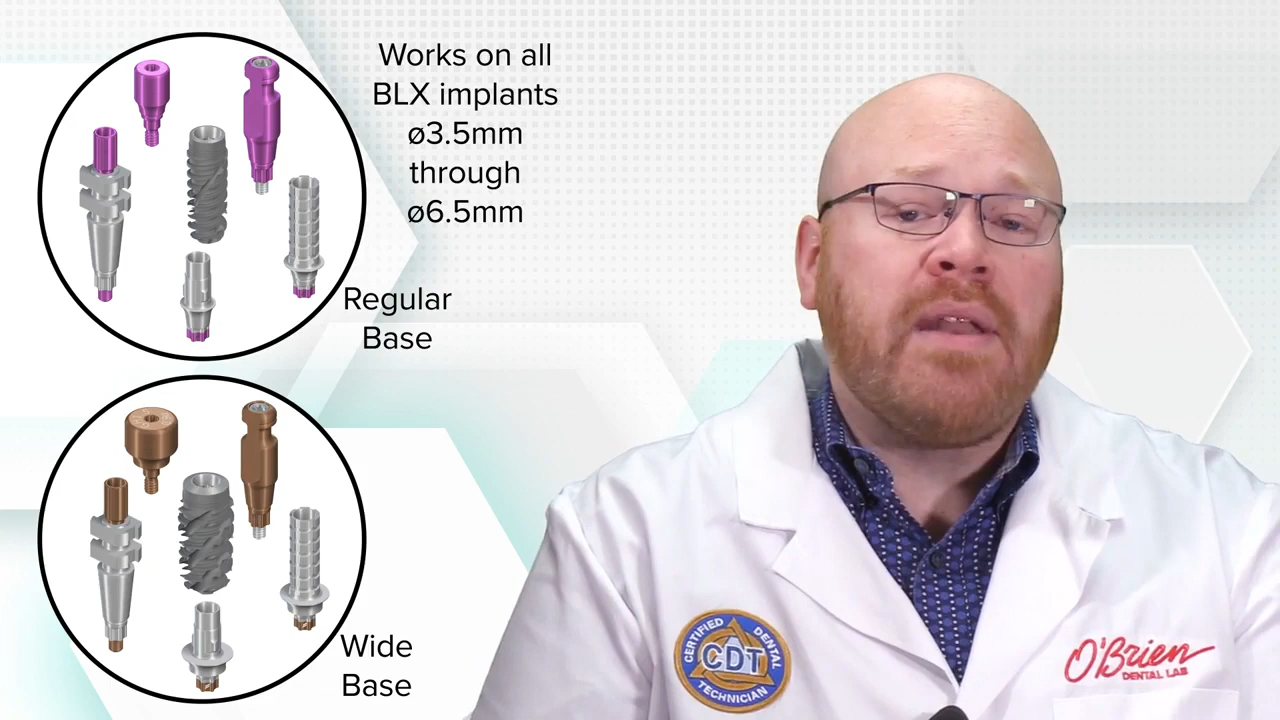 Works on all
BLX implants
ø3.5mm
through
ø6.5mm
Regular
Base
Wide
Base
CERTIFIED DENTAL
CDT
TECHNICIAN
O'Brien
DENTAL LAB